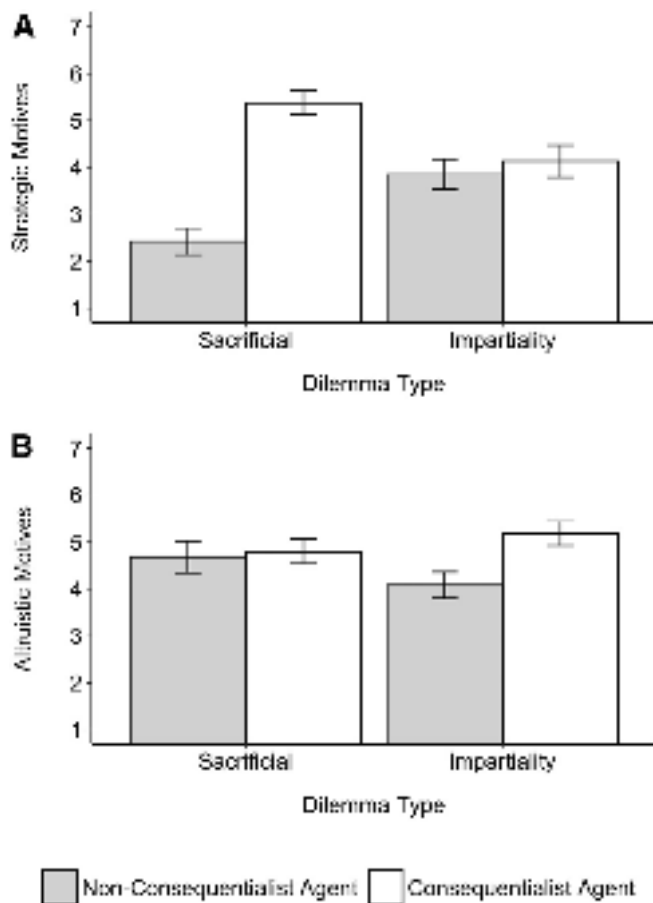 A
7
6
5
4
3
2
1
Strategic Motives
Sacrificial
Impartiality
Dilemma Type
B
7
6
5
4
3
2
1
Altruistic Motives
Sacrificial
Impartiality
Dilemma Type
Non-Consequentialist Agent
Consequentialist Agent